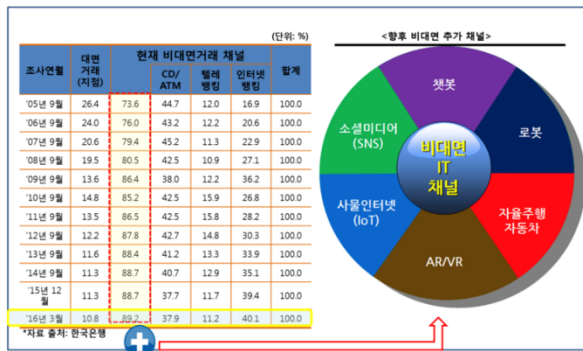 (단위: %)
조사연월 대면 거래 (지점) 현재 비대면거래 채널 합계
CD/ATM 텔레 뱅킹 인터넷 뱅킹
'05년 9월 26.4 73.6 44.7 12.0 16.9 100.0
'06년 9월 24.0 76.0 43.2 12.2 20.6 100.0
'07년 9월 20.6 79.4 45.2 11.3 22.9 100.0
'08년 9월 19.5 80.5 42.5 10.9 27.1 100.0
'09년 9월 13.6 86.4 38.0 12.2 36.2 100.0
'10년 9월 14.8 85.2 42.5 15.9 26.8 100.0
'11년 9월 13.5 86.5 42.5 15.8 28.2 100.0
'12년 9월 12.2 87.8 42.7 14.8 30.3 100.0
'13년 9월 11.6 88.4 41.2 13.3 33.9 100.0
'14년 9월 11.3 88.7 40.7 12.9 35.1 100.0
'15년 12월 11.3 88.7 37.7 11.7 39.4 100.0
'16년 3월 10.8 89.2 37.9 11.2 40.1 100.0
*자료 출처: 한국은행
<향후 비대면 추가 채널>
챗봇
소셜미디어
(SNS)
로봇
비대면
IT
채널
사물인터넷
(IoT)
자율주행
자동차
AR/VR